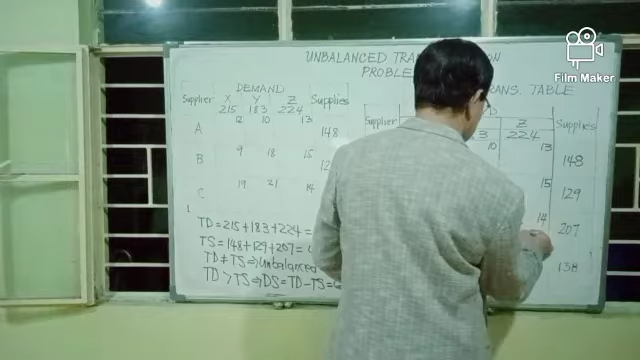 Film Maker
UNBALANCED
PROBLE
DEMAND
Supplier X Y Z Supplies
215 183 224
12 10 13
A 148
9 18 15
B 12
19 21 14
C
TD = 215 + 183 + 224 =
TS = 148 + 129 + 207 =
TD ≠ TS ⇒ Unbalanced
TD > TS ⇒ DS = TD - TS =
TRANS. TABLE
Supplier Z Supplies
3 224
10 13
148
15
129
14
207
138